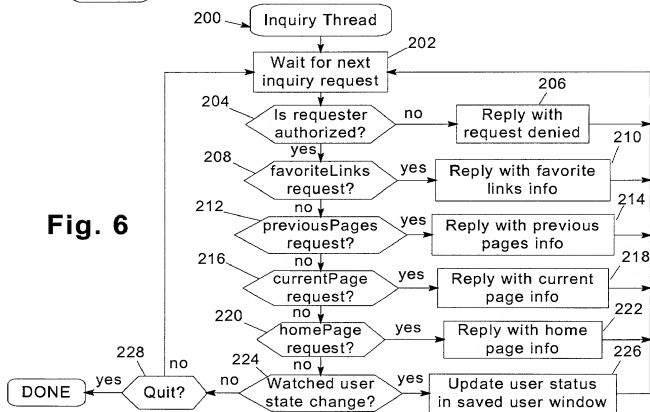 200
Inquiry Thread
202
Wait for next
inquiry request
204
Is requester
authorized?
no
206
Reply with
request denied
yes
208
favoriteLinks
request?
yes
210
Reply with favorite
links info
no
212
previousPages
request?
yes
214
Reply with previous
pages info
Fig. 6
no
216
currentPage
request?
yes
218
Reply with current
page info
no
220
homePage
request?
yes
222
Reply with home
page info
no
224
Watched user
state change?
yes
226
Update user status
in saved user window
no
228
Quit?
no
yes
DONE